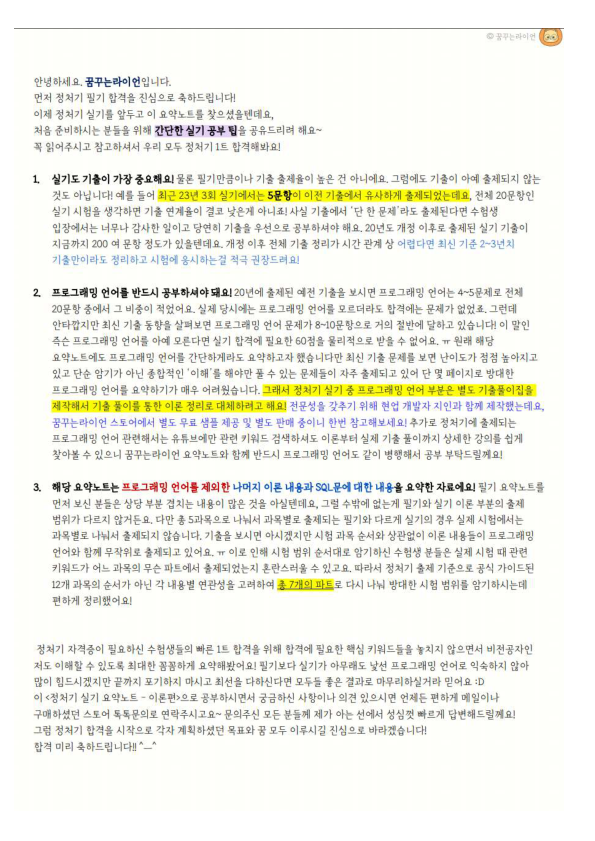 © 꿈꾸는라이언
안녕하세요. 꿈꾸는라이언입니다.
먼저 정처기 필기 합격을 진심으로 축하드립니다!
이제 정처기 실기를 앞두고 이 요약노트를 찾으셨을텐데요,
처음 준비하시는 분들을 위해 간단한 실기 공부 팁을 공유드리려 해요~
꼭 읽어주시고 참고하셔서 우리 모두 정처기 1트 합격해봐요!
1. 실기도 기출이 가장 중요해요! 물론 필기만큼이나 기출 출제율이 높은 건 아니에요. 그럼에도 기출이 아예 출제되지 않는
것도 아닙니다! 예를 들어 최근 23년 3회 실기에서는 5문항이 이전 기출에서 유사하게 출제되었는데요, 전체 20문항인
실기 시험을 생각하면 기출 연계율이 결코 낮은게 아니죠! 사실 기출에서 '단 한 문제'라도 출제된다면 수험생
입장에서는 너무나 감사한 일이고 당연히 기출을 우선으로 공부하셔야 해요. 20년도 개정 이후로 출제된 실기 기출이
지금까지 200 여 문항 정도가 있을텐데요. 개정 이후 전체 기출 정리가 시간 관계 상 어렵다면 최신 기준 2~3년치
기출만이라도 정리하고 시험에 응시하는걸 적극 권장드려요!
2. 프로그래밍 언어를 반드시 공부하셔야 돼요! 20년에 출제된 예전 기출을 보시면 프로그래밍 언어는 4~5문제로 전체
20문항 중에서 그 비중이 적었어요. 실제 당시에는 프로그래밍 언어를 모르더라도 합격에는 문제가 없었죠. 그런데
안타깝지만 최신 기출 동향을 살펴보면 프로그래밍 언어 문제가 8~10문항으로 거의 절반에 달하고 있습니다! 이 말인
즉슨 프로그래밍 언어를 아예 모른다면 실기 합격에 필요한 60점을 물리적으로 받을 수 없어요. ㅠ 원래 해당
요약노트에도 프로그래밍 언어를 간단하게라도 요약하고자 했습니다만 최신 기출 문제를 보면 난이도가 점점 높아지고
있고 단순 암기가 아닌 종합적인 '이해'를 해야만 풀 수 있는 문제들이 자주 출제되고 있어 단 몇 페이지로 방대한
프로그래밍 언어를 요약하기가 매우 어려웠습니다. 그래서 정처기 실기 중 프로그래밍 언어 부분은 별도 기출풀이집을
제작해서 기출 풀이를 통한 이론 정리로 대체하려고 해요! 전문성을 갖추기 위해 현업 개발자 지인과 함께 제작했는데요,
꿈꾸는라이언 스토어에서 별도 무료 샘플 제공 및 별도 판매 중이니 한번 참고해보세요! 추가로 정처기에 출제되는
프로그래밍 언어 관련해서는 유튜브에만 관련 키워드 검색하셔도 이론부터 실제 기출 풀이까지 상세한 강의를 쉽게
찾아볼 수 있으니 꿈꾸는라이언 요약노트와 함께 반드시 프로그래밍 언어도 같이 병행해서 공부 부탁드릴께요!
3. 해당 요약노트는 프로그래밍 언어를 제외한 나머지 이론 내용과 SQL문에 대한 내용을 요약한 자료에요! 필기 요약노트를
먼저 보신 분들은 상당 부분 겹치는 내용이 많은 것을 아실텐데요, 그럴 수밖에 없는게 필기와 실기 이론 부분의 출제
범위가 다르지 않거든요. 다만 총 5과목으로 나눠서 과목별로 출제되는 필기와 다르게 실기의 경우 실제 시험에서는
과목별로 나눠서 출제되지 않습니다. 기출을 보시면 아시겠지만 시험 과목 순서와 상관없이 이론 내용들이 프로그래밍
언어와 함께 무작위로 출제되고 있어요. ㅠ 이로 인해 시험 범위 순서대로 암기하신 수험생 분들은 실제 시험 때 관련
키워드가 어느 과목의 무슨 파트에서 출제되었는지 혼란스러울 수 있고요. 따라서 정처기 출제 기준으로 공식 가이드된
12개 과목의 순서가 아닌 각 내용별 연관성을 고려하여 총 7개의 파트로 다시 나눠 방대한 시험 범위를 암기하시는데
편하게 정리했어요!
정처기 자격증이 필요하신 수험생들의 빠른 1트 합격을 위해 합격에 필요한 핵심 키워드들을 놓치지 않으면서 비전공자인
저도 이해할 수 있도록 최대한 꼼꼼하게 요약해봤어요! 필기보다 실기가 아무래도 낯선 프로그래밍 언어로 익숙하지 않아
많이 힘드시겠지만 끝까지 포기하지 마시고 최선을 다하신다면 모두들 좋은 결과로 마무리하실거라 믿어요 :D
이 <정처기 실기 요약노트 - 이론편>으로 공부하시면서 궁금하신 사항이나 의견 있으시면 언제든 편하게 메일이나
구매하셨던 스토어 톡톡문의로 연락주시고요~ 문의주신 모든 분들께 제가 아는 선에서 성심껏 빠르게 답변해드릴께요!
그럼 정처기 합격을 시작으로 각자 계획하셨던 목표와 꿈 모두 이루시길 진심으로 바라겠습니다!
합격 미리 축하드립니다!! ^ㅡ^